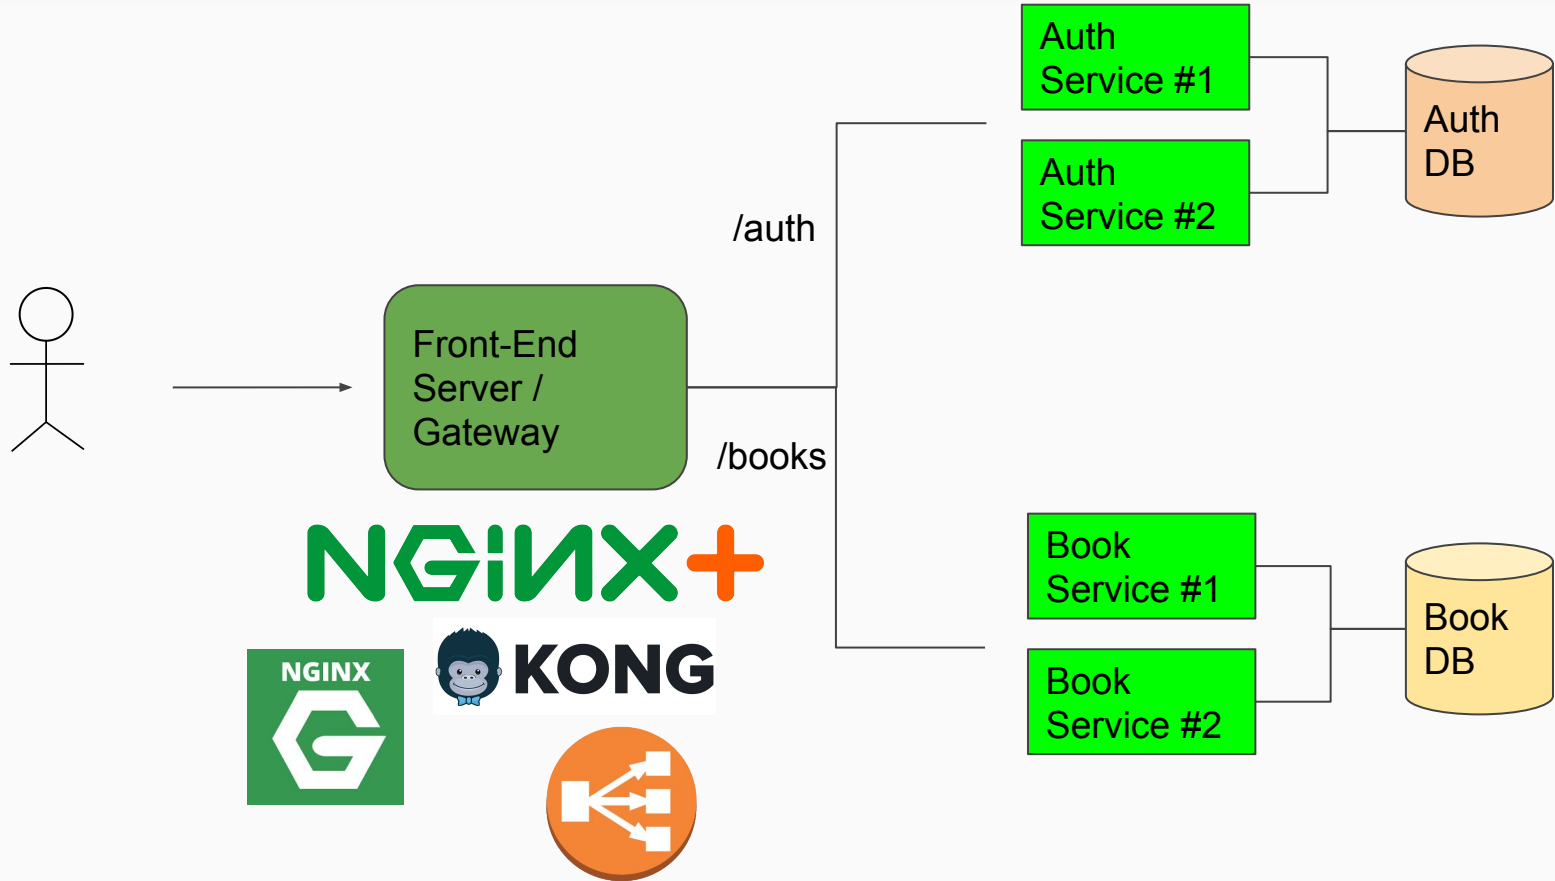 Auth
Service #1
Auth
Service #2
Auth
DB
/auth
Front-End
Server /
Gateway
/books
NGINX+
KONG
NGINX
Book
Service #1
Book
Service #2
Book
DB